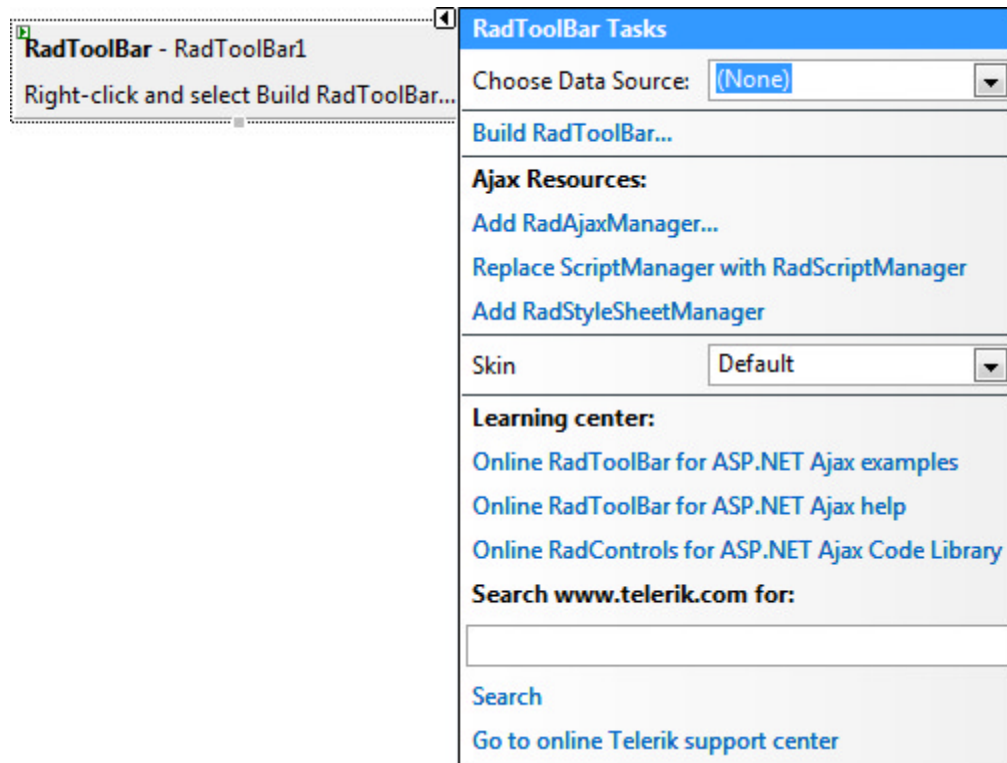 RadToolBar - RadToolBar1
Right-click and select Build RadToolBar...
RadToolBar Tasks
Choose Data Source: (None)
Build RadToolBar...
Ajax Resources:
Add RadAjaxManager...
Replace ScriptManager with RadScriptManager
Add RadStyleSheetManager
Skin Default
Learning center:
Online RadToolBar for ASP.NET Ajax examples
Online RadToolBar for ASP.NET Ajax help
Online RadControls for ASP.NET Ajax Code Library
Search www.telerik.com for:
Search
Go to online Telerik support center